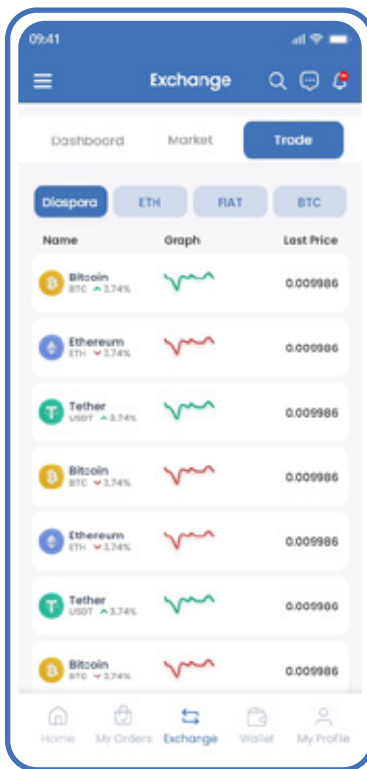 09:41
Exchange
Dashboard Market Trade
Diaspora ETH FIAT BTC
Name Graph Last Price
Bitcoin
BTC 3.74% 0.009986
Ethereum
ETH 3.74% 0.009986
Tether
USDT 3.74% 0.009986
Bitcoin
BTC 3.74% 0.009986
Ethereum
ETH 3.74% 0.009986
Tether
USDT 3.74% 0.009986
Bitcoin
BTC 3.74% 0.009986
Home My Orders Exchange Wallet My Profile